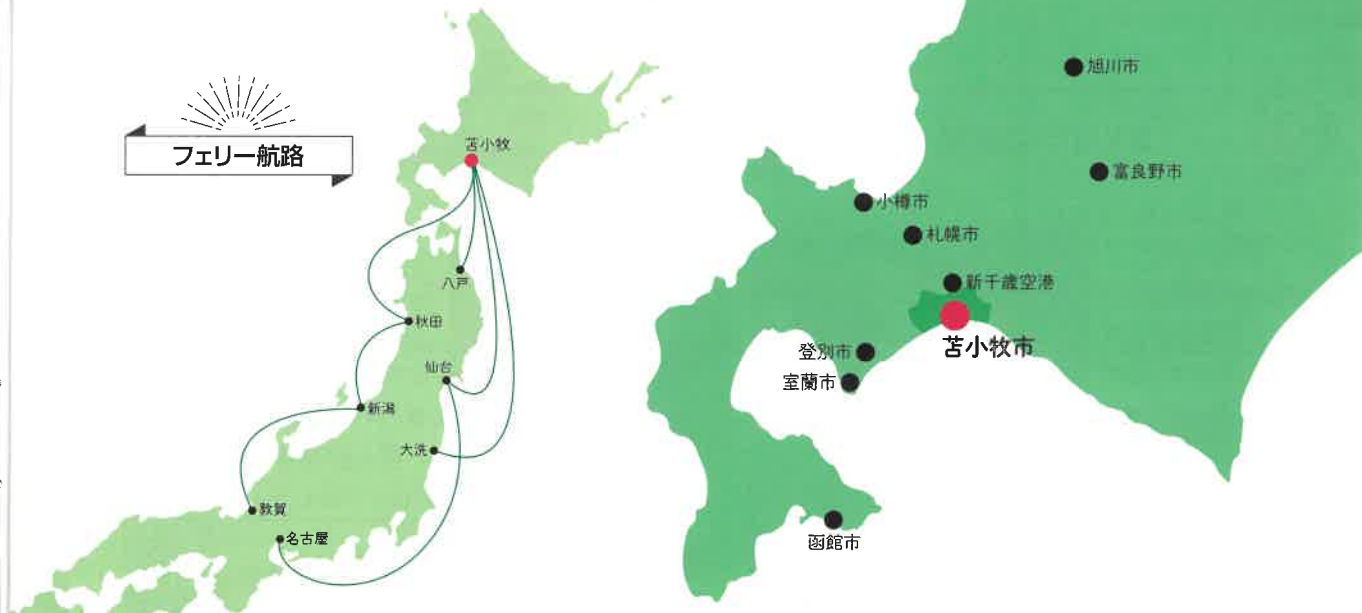 フェリー航路
苫小牧
八戸
秋田
仙台
新潟
大洗
敦賀
名古屋
旭川市
富良野市
小樽市
札幌市
新千歳空港
苫小牧市
登別市
室蘭市
函館市